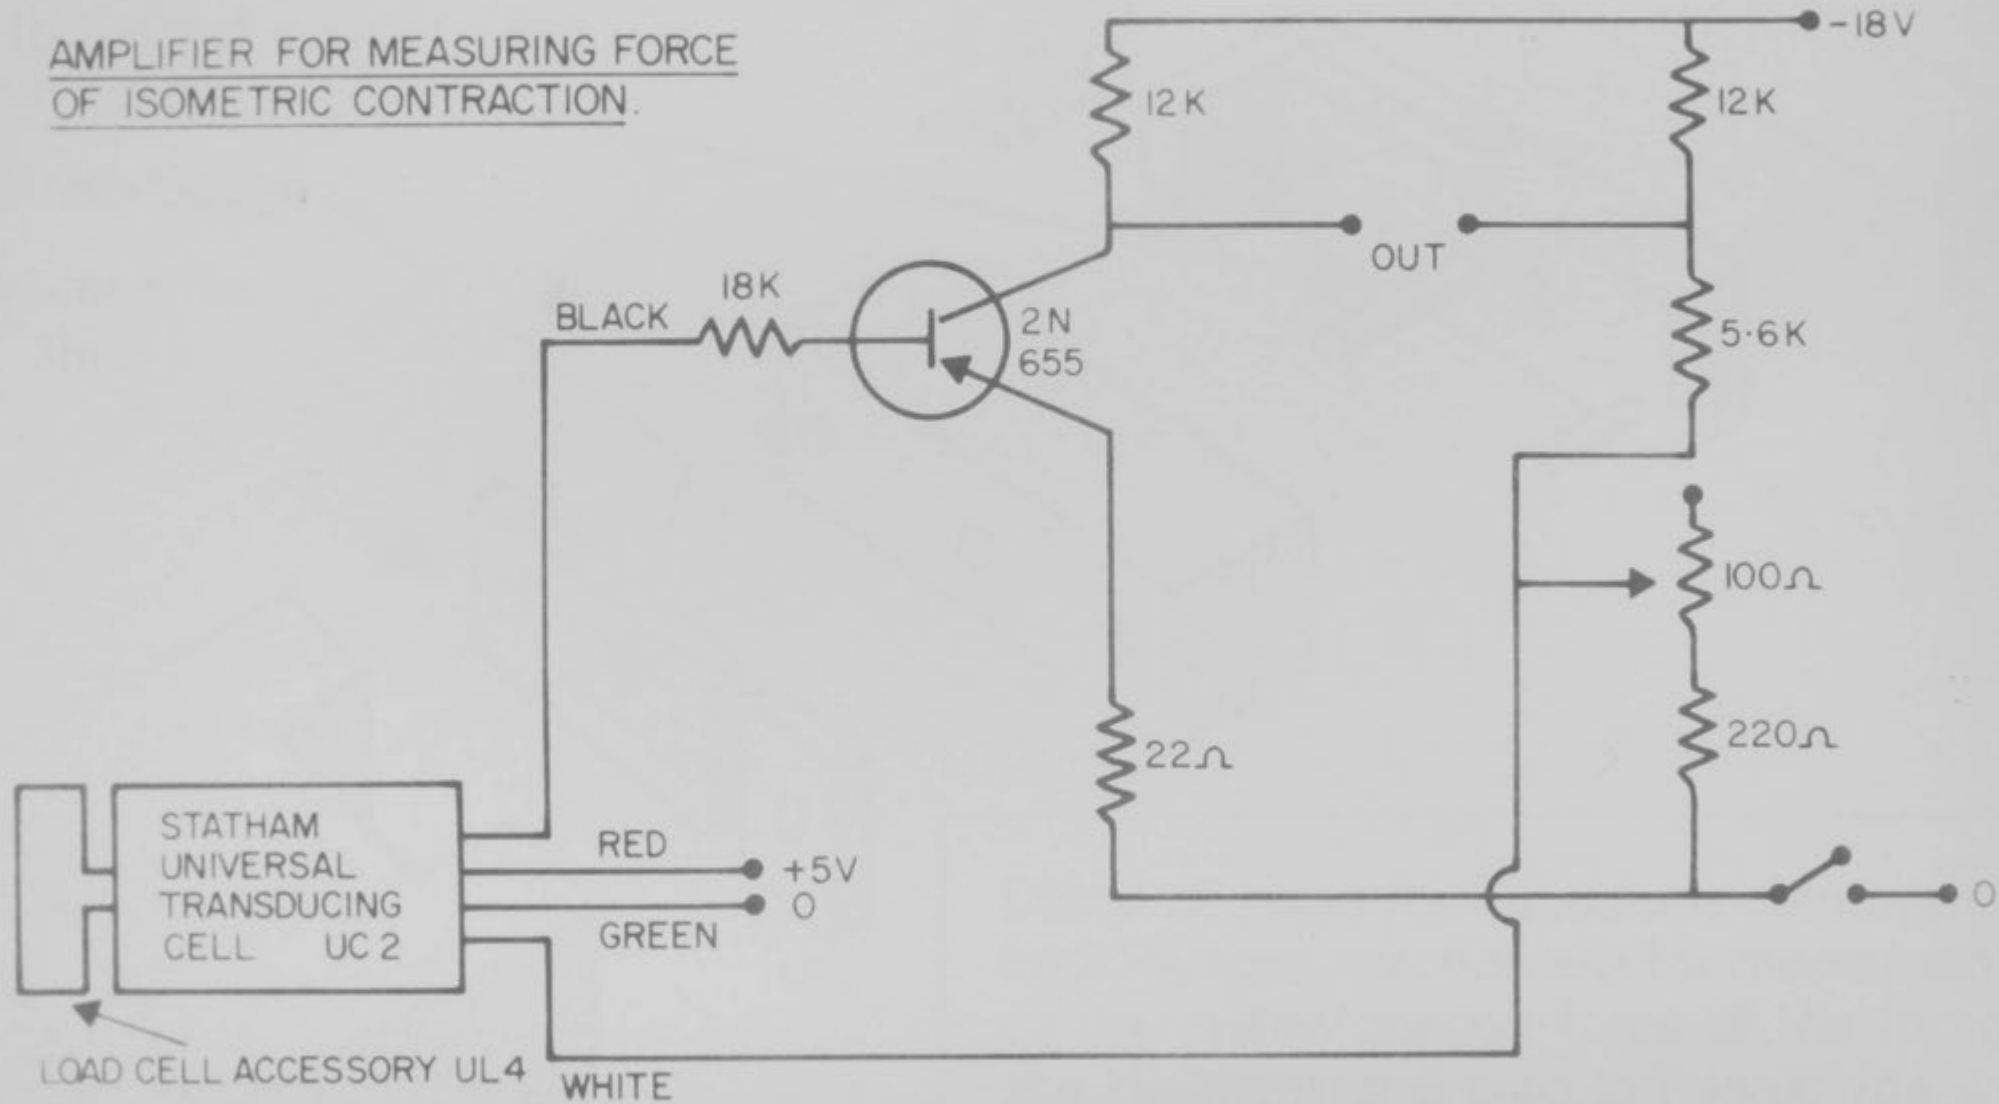 AMPLIFIER FOR MEASURING FORCE
OF ISOMETRIC CONTRACTION.
-18V
12K
12K
OUT
18K
BLACK
2N
655
5·6K
100Ω
220Ω
22Ω
STATHAM
UNIVERSAL
TRANSDUCING
CELL UC2
RED
+5V
0
GREEN
0
LOAD CELL ACCESSORY UL4
WHITE